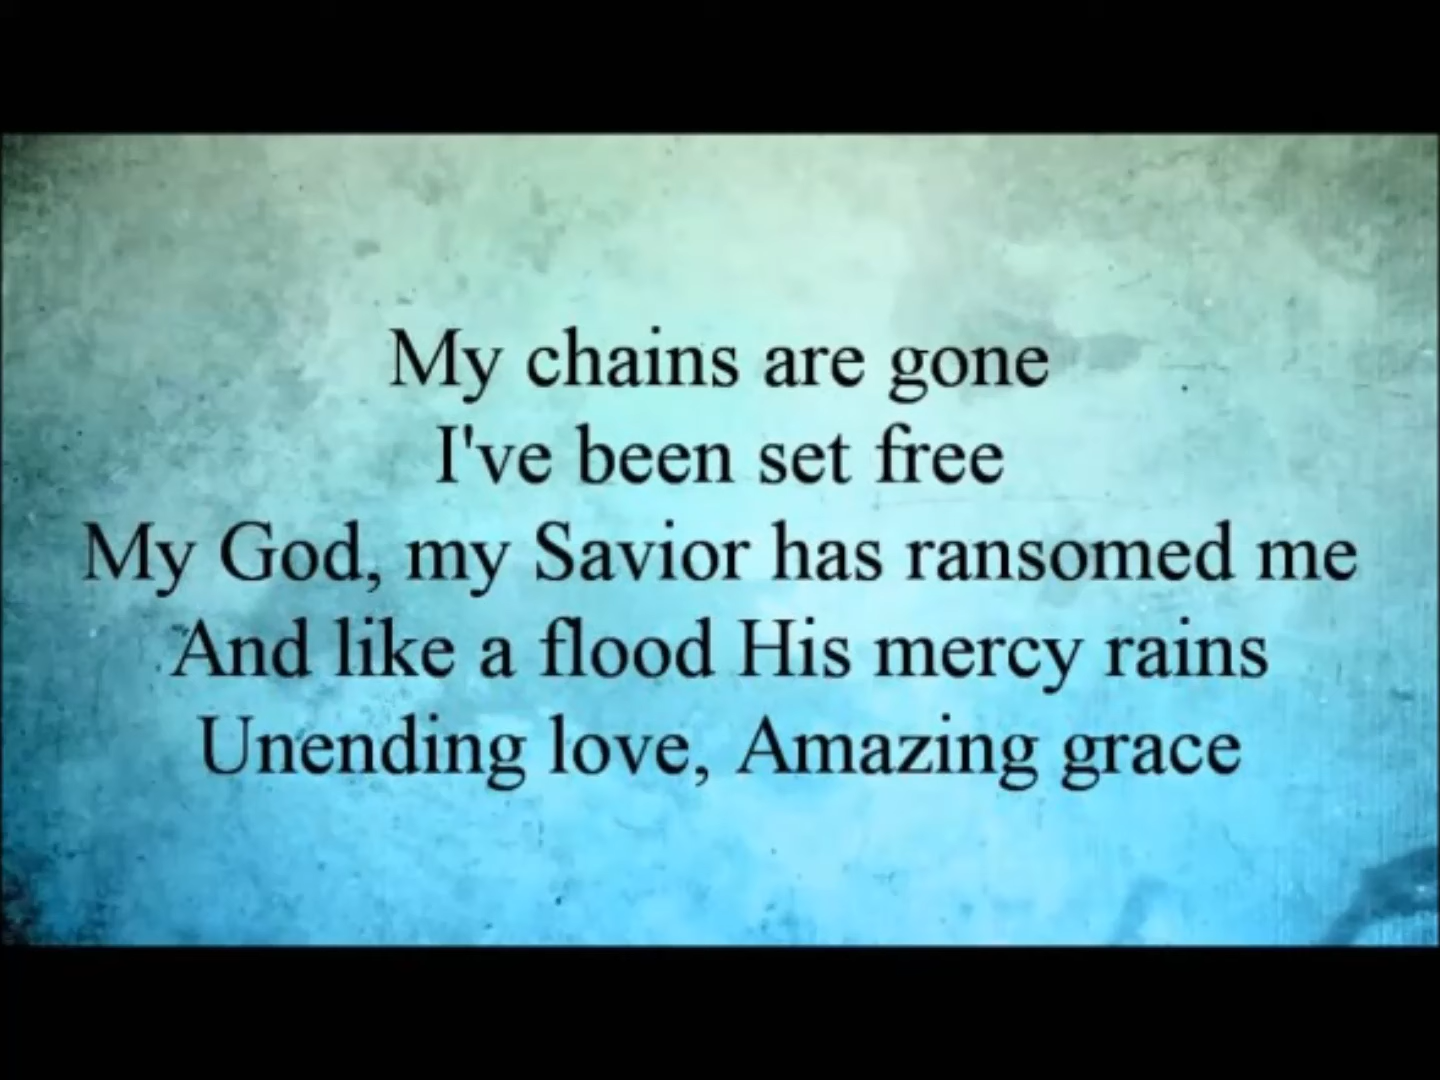 My chains are gone
I've been set free
My God, my Savior has ransomed me
And like a flood His mercy rains
Unending love, Amazing grace